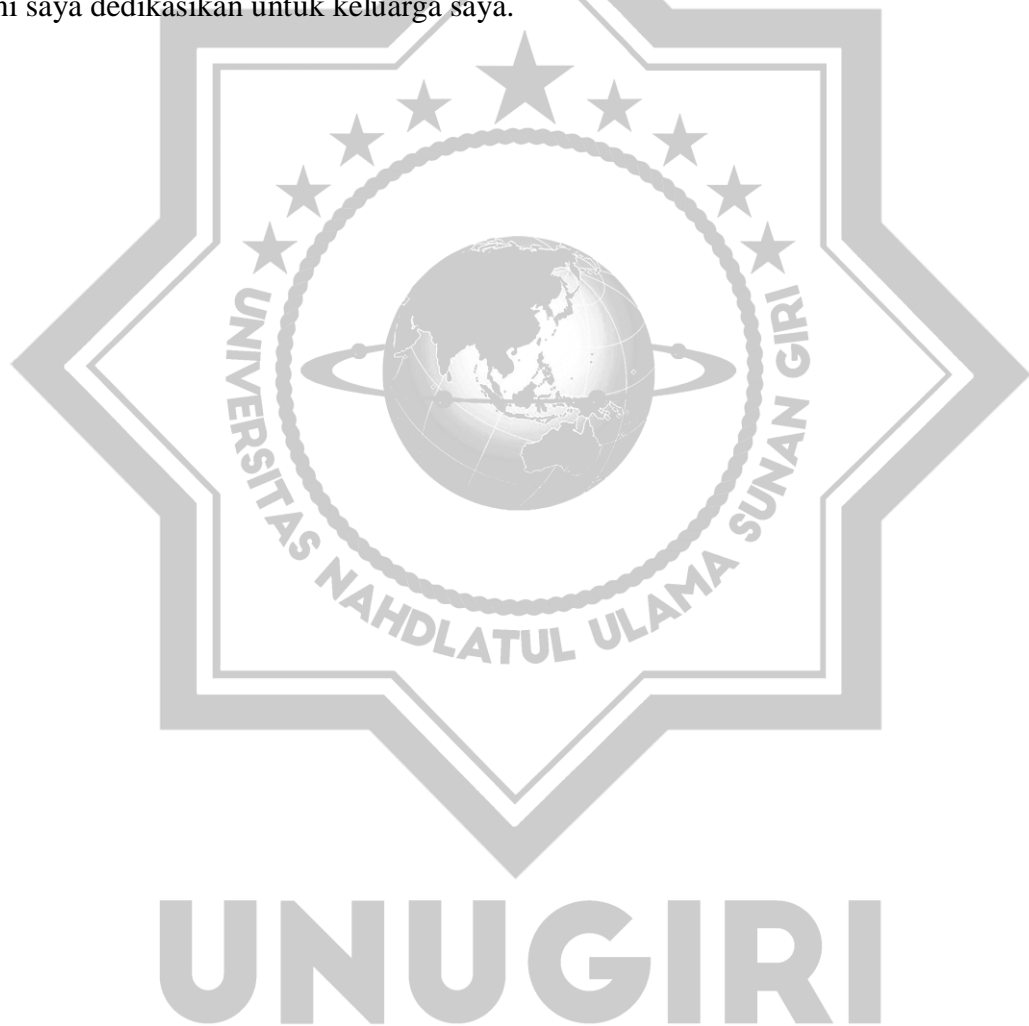 ni saya dedikasikan untuk keluarga saya.
UNIVERSITAS NAHDLATUL ULAMA SUNAN GIRI
UNUGIRI